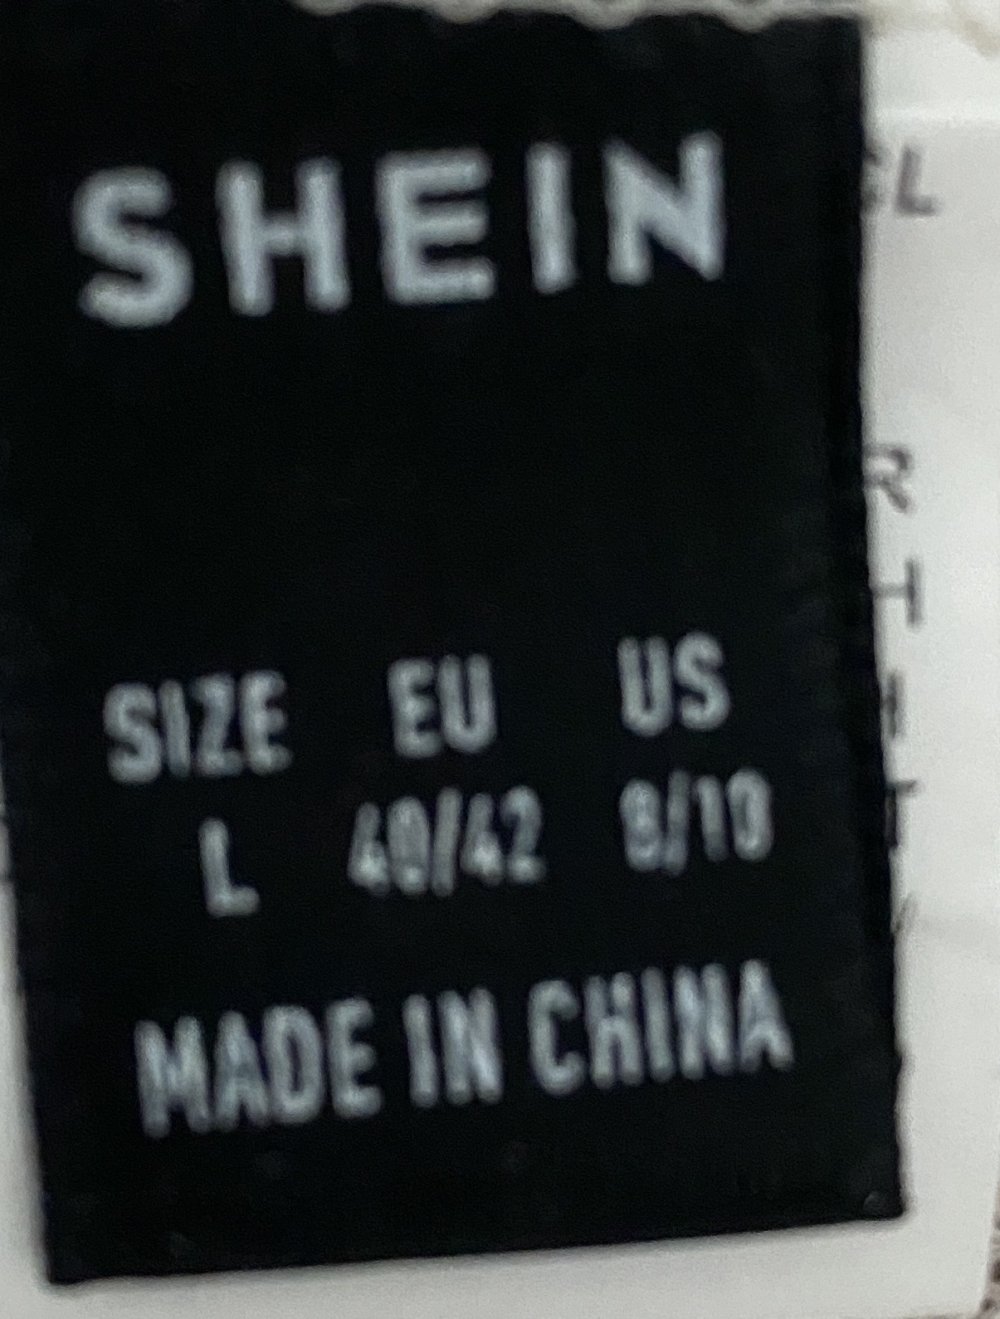 SHEIN
SIZE EU US
L 40/42 8/10
MADE IN CHINA